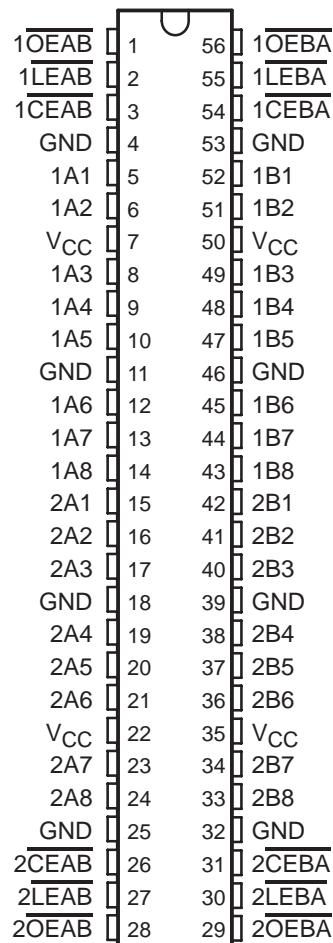 1OEAB 1 56 1OEBA
1LEAB 2 55 1LEBA
1CEAB 3 54 1CEBA
GND 4 53 GND
1A1 5 52 1B1
1A2 6 51 1B2
VCC 7 50 VCC
1A3 8 49 1B3
1A4 9 48 1B4
1A5 10 47 1B5
GND 11 46 GND
1A6 12 45 1B6
1A7 13 44 1B7
1A8 14 43 1B8
2A1 15 42 2B1
2A2 16 41 2B2
2A3 17 40 2B3
GND 18 39 GND
2A4 19 38 2B4
2A5 20 37 2B5
2A6 21 36 2B6
VCC 22 35 VCC
2A7 23 34 2B7
2A8 24 33 2B8
GND 25 32 GND
2CEAB 26 31 2CEBA
2LEAB 27 30 2LEBA
2OEAB 28 29 2OEBA